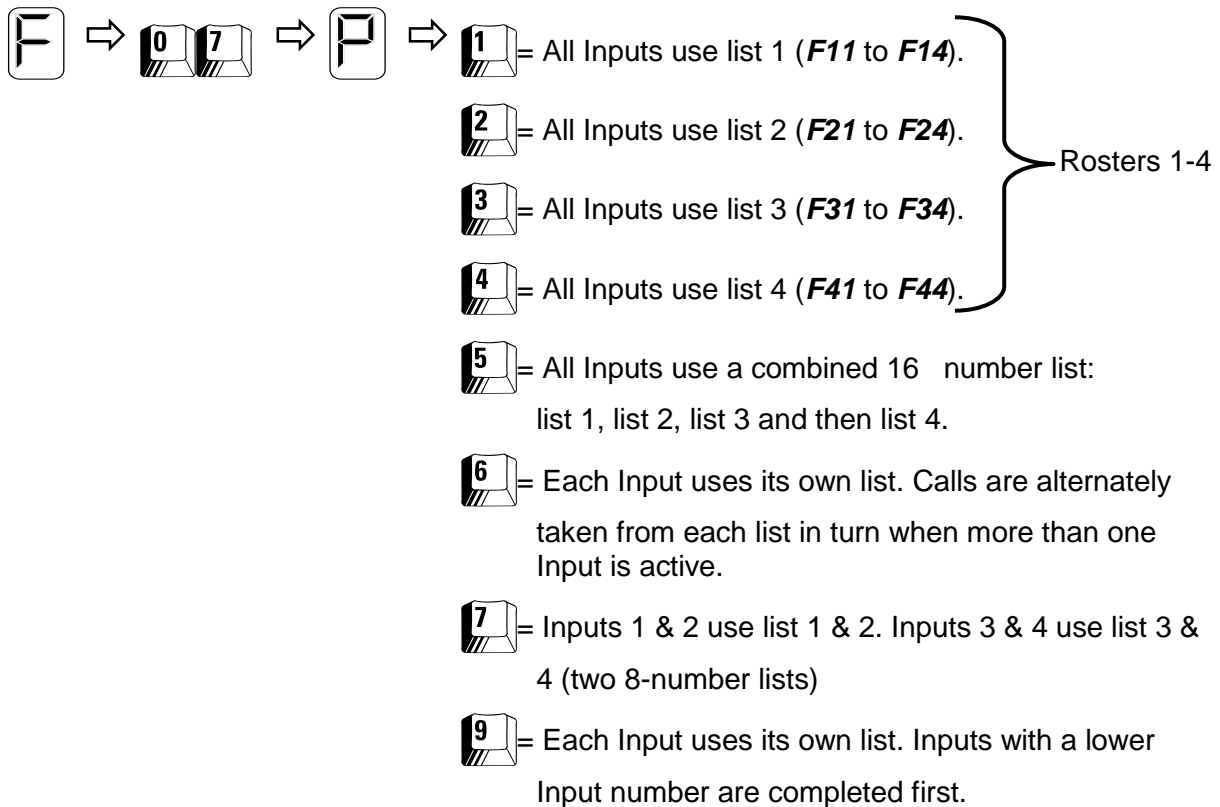 F ⇨ 0 7 ⇨ P ⇨ 1 = All Inputs use list 1 (F11 to F14).
2 = All Inputs use list 2 (F21 to F24).
Rosters 1-4
3 = All Inputs use list 3 (F31 to F34).
4 = All Inputs use list 4 (F41 to F44).
5 = All Inputs use a combined 16 number list:
list 1, list 2, list 3 and then list 4.
6 = Each Input uses its own list. Calls are alternately
taken from each list in turn when more than one
Input is active.
7 = Inputs 1 & 2 use list 1 & 2. Inputs 3 & 4 use list 3 &
4 (two 8-number lists)
9 = Each Input uses its own list. Inputs with a lower
Input number are completed first.